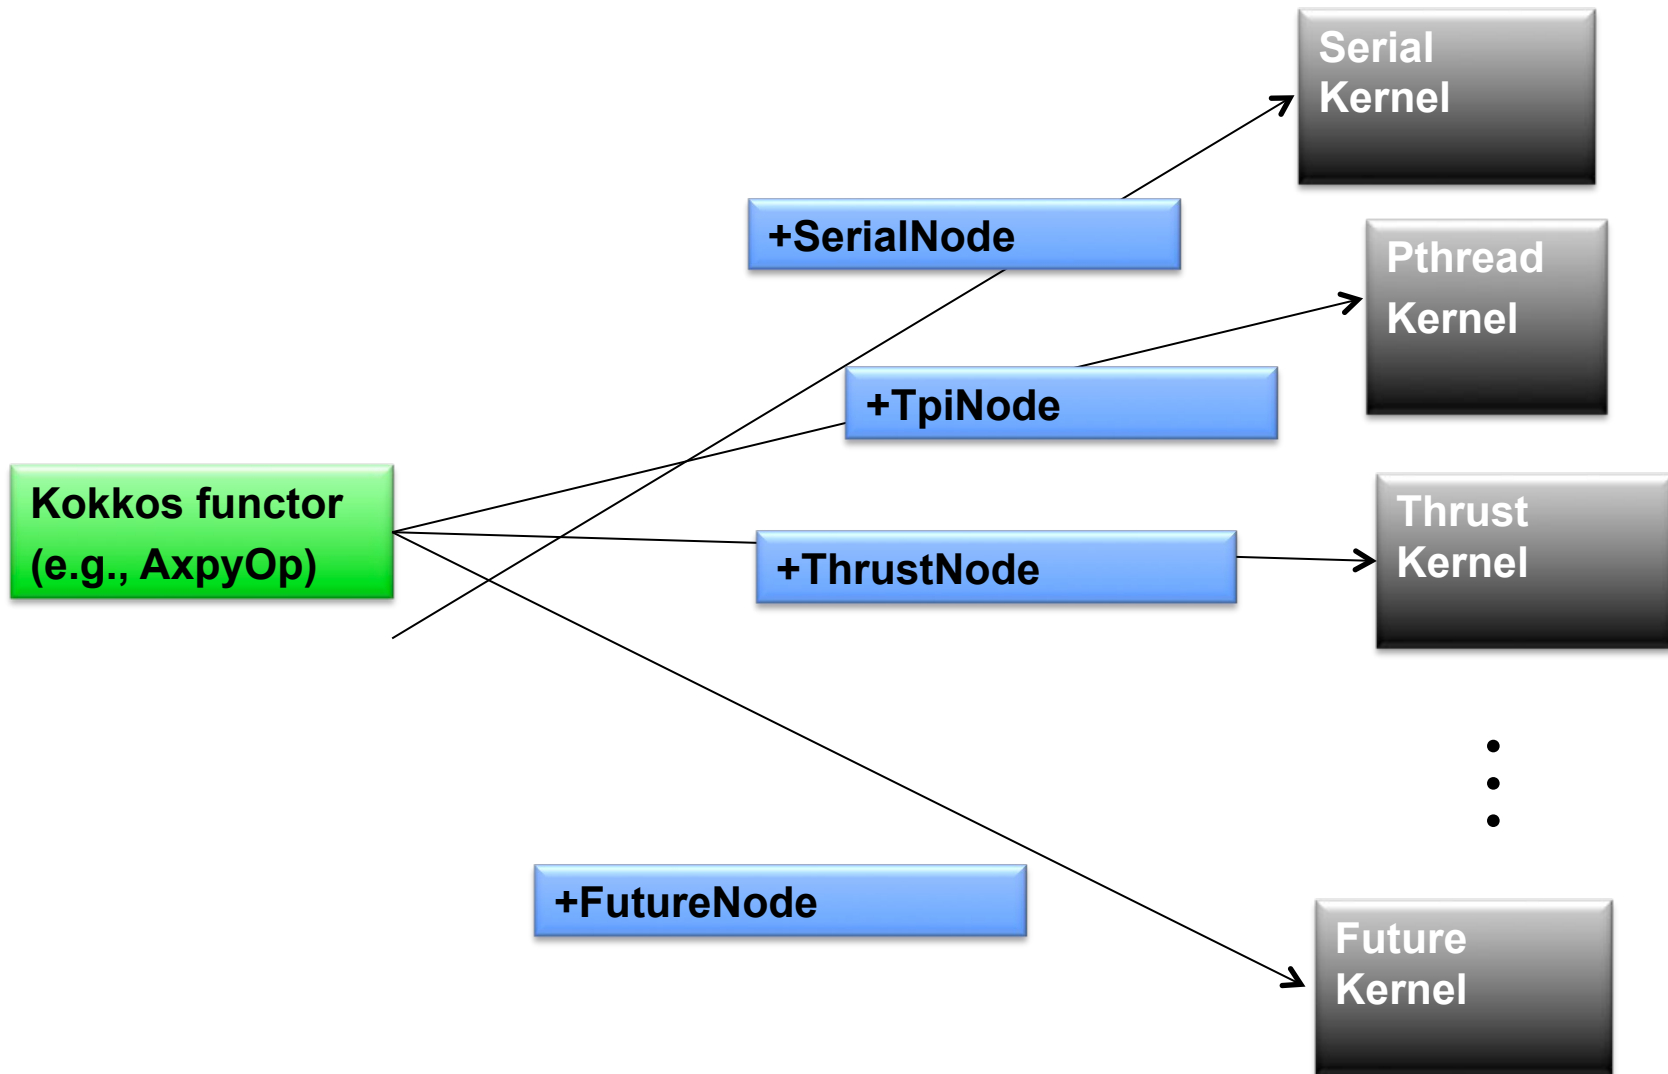 Serial
Kernel
+SerialNode
Pthread
Kernel
+TpiNode
Kokkos functor
(e.g., AxpyOp)
+ThrustNode
Thrust
Kernel
+FutureNode
Future
Kernel